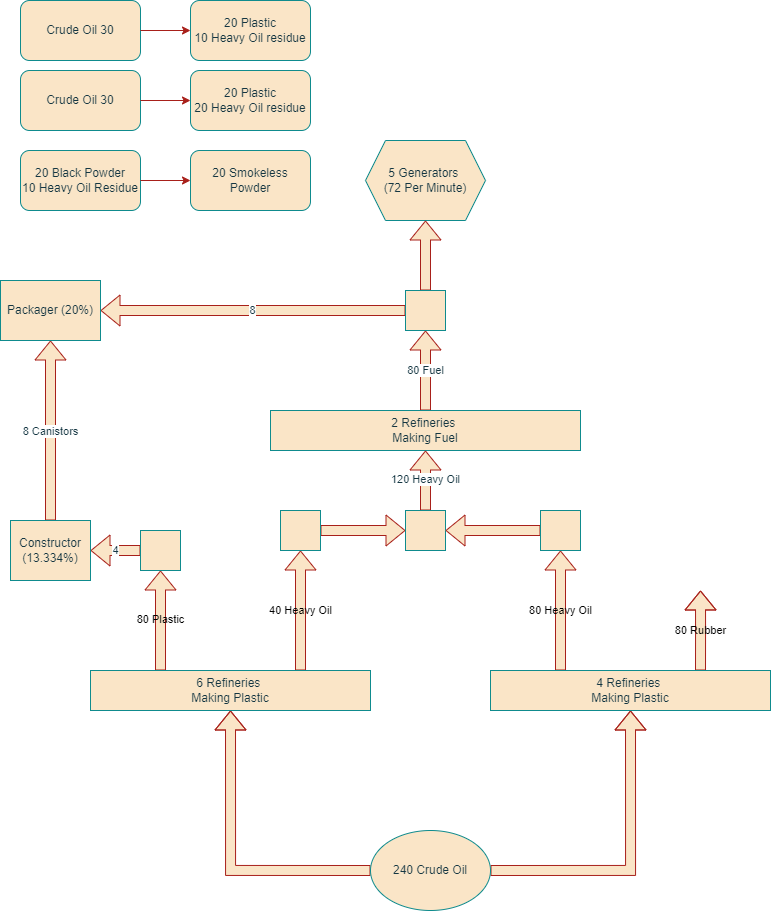 Crude Oil 30
20 Plastic
10 Heavy Oil residue
Crude Oil 30
20 Plastic
20 Heavy Oil residue
20 Black Powder
10 Heavy Oil Residue
20 Smokeless
Powder
5 Generators
(72 Per Minute)
Packager (20%)
8
80 Fuel
8 Canistors
2 Refineries
Making Fuel
120 Heavy Oil
Constructor
(13.334%)
4
80 Plastic
40 Heavy Oil
80 Heavy Oil
80 Rubber
6 Refineries
Making Plastic
4 Refineries
Making Plastic
240 Crude Oil